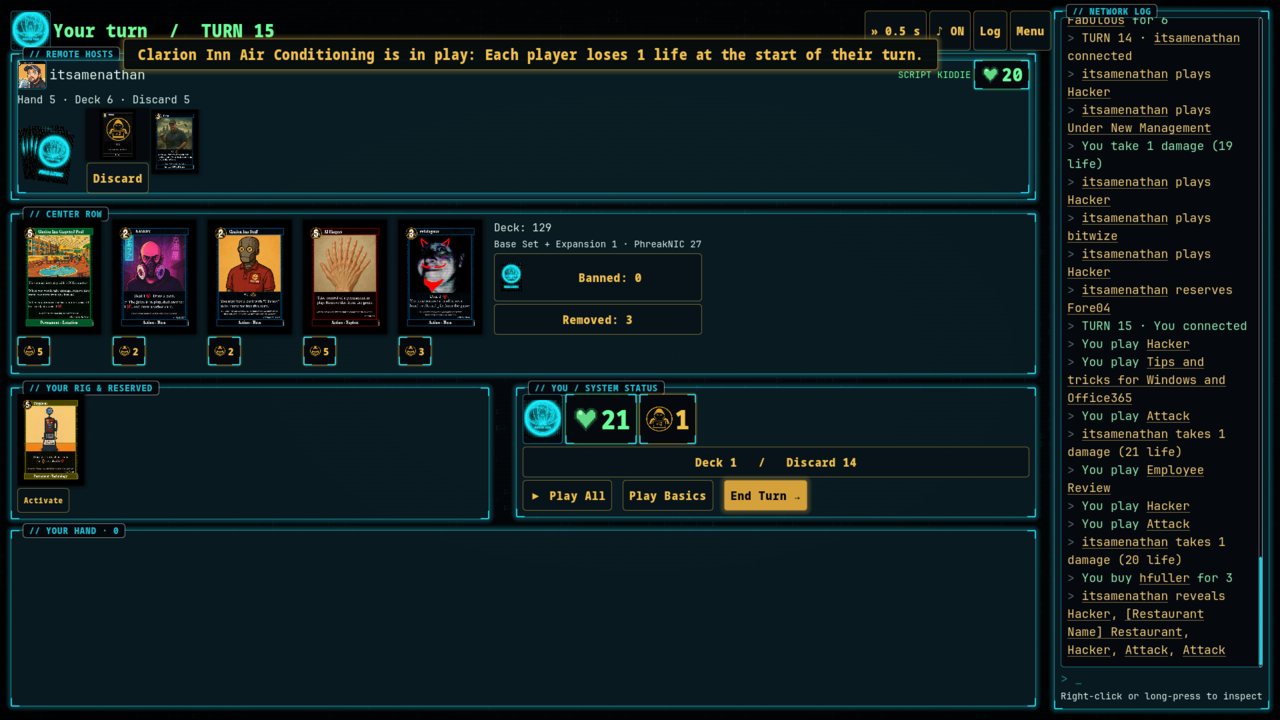 Your turn / TURN 15
» 0.5 s
♪ ON
Log
Menu
Clarion Inn Air Conditioning is in play: Each player loses 1 life at the start of their turn.
// REMOTE HOSTS
itsamenathan
SCRIPT KIDDIE
20
Hand 5 · Deck 6 · Discard 5
Discard
// CENTER ROW
5
2
2
5
3
Deck: 129
Base Set + Expansion 1 · PhreakNIC 27
Banned: 0
Removed: 3
// YOUR RIG & RESERVED
Activate
// YOU / SYSTEM STATUS
21
1
Deck 1 / Discard 14
► Play All
Play Basics
End Turn →
// YOUR HAND · 0
// NETWORK LOG
Fabulous for 6
> TURN 14 · itsamenathan
connected
> itsamenathan plays
Hacker
> itsamenathan plays
Under New Management
> You take 1 damage (19
life)
> itsamenathan plays
Hacker
> itsamenathan plays
bitwize
> itsamenathan plays
Hacker
> itsamenathan reserves
Fore04
> TURN 15 · You connected
> You play Hacker
> You play Tips and
tricks for Windows and
Office365
> You play Attack
> itsamenathan takes 1
damage (21 life)
> You play Employee
Review
> You play Hacker
> You play Attack
> itsamenathan takes 1
damage (20 life)
> You buy hfuller for 3
> itsamenathan reveals
Hacker, [Restaurant
Name] Restaurant,
Hacker, Attack, Attack
> _
Right-click or long-press to inspect